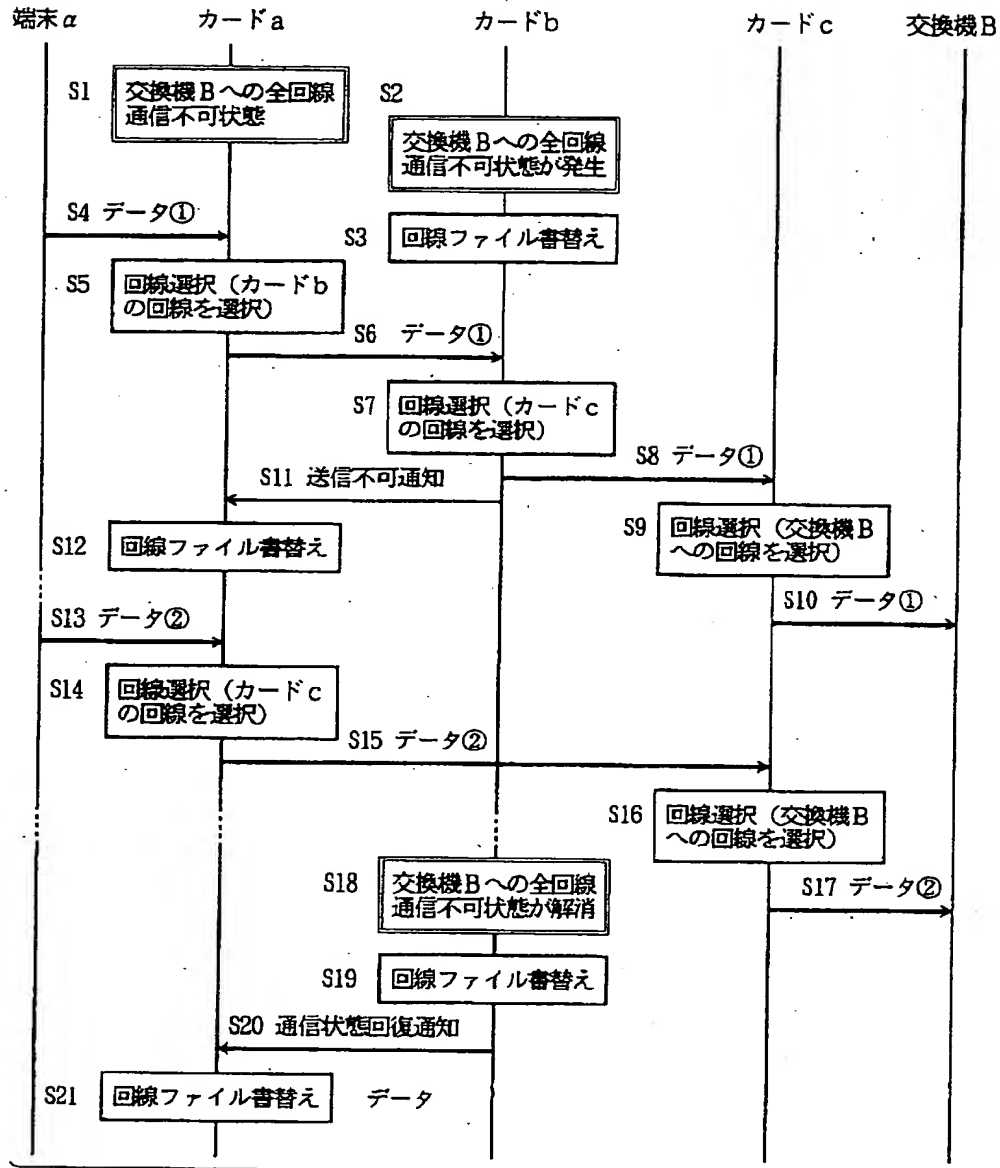 端末α
カードa
カードb
カードc
交換機B
S1
交換機Bへの全回線
通信不可状態
S2
交換機Bへの全回線
通信不可状態が発生
S4 データ①
S3
回線ファイル書替え
S5
回線選択（カードb
の回線を選択）
S6 データ①
S7
回線選択（カードc
の回線を選択）
S8 データ①
S11 送信不可通知
S9
回線選択（交換機B
への回線を選択）
S12
回線ファイル書替え
S10 データ①
S13 データ②
S14
回線選択（カードc
の回線を選択）
S15 データ②
S16
回線選択（交換機B
への回線を選択）
S18
交換機Bへの全回線
通信不可状態が解消
S17 データ②
S19
回線ファイル書替え
S20 通信状態回復通知
S21
回線ファイル書替え
データ